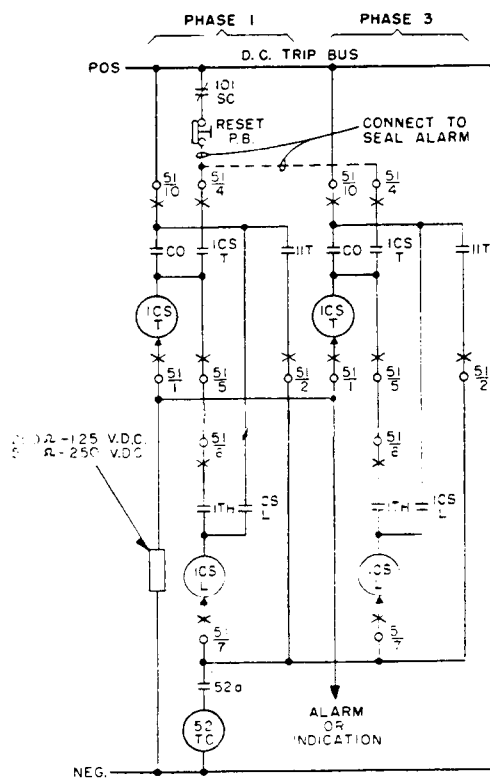 PHASE 1 PHASE 3
D.C. TRIP BUS
POS
101
SC
RESET
P.B.
CONNECT TO
SEAL ALARM
51/10 51/4 51/10 51/4
CO ICS T IIT CO ICS T IIT
ICS T ICS T
51/1 51/5 51/2 51/1 51/5 51/2
51/6 51/6
Ω-125 V.D.C.
Ω-250 V.D.C.
ITH ICS L ITH ICS L
ICS L ICS L
51/7 51/7
52a
52
TC
ALARM
OR
INDICATION
NEG.